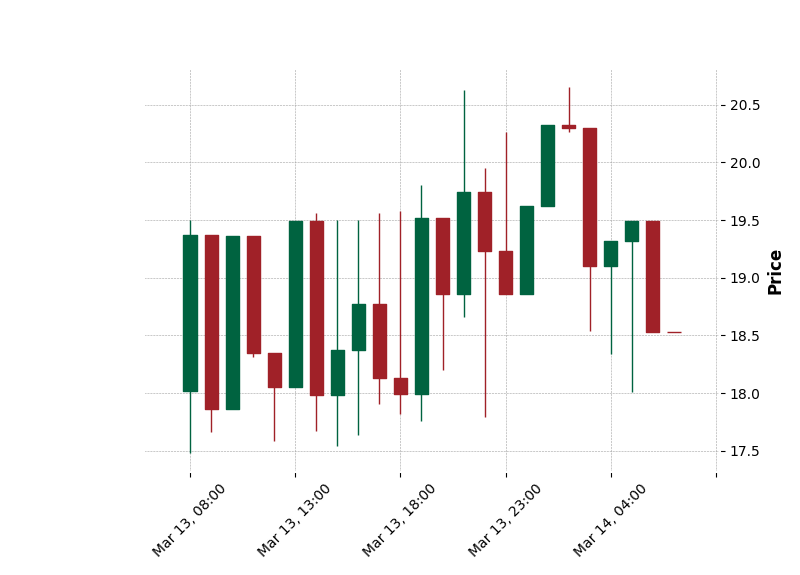 20.5
20.0
19.5
19.0
18.5
18.0
17.5
Price
Mar 13, 08:00
Mar 13, 13:00
Mar 13, 18:00
Mar 13, 23:00
Mar 14, 04:00